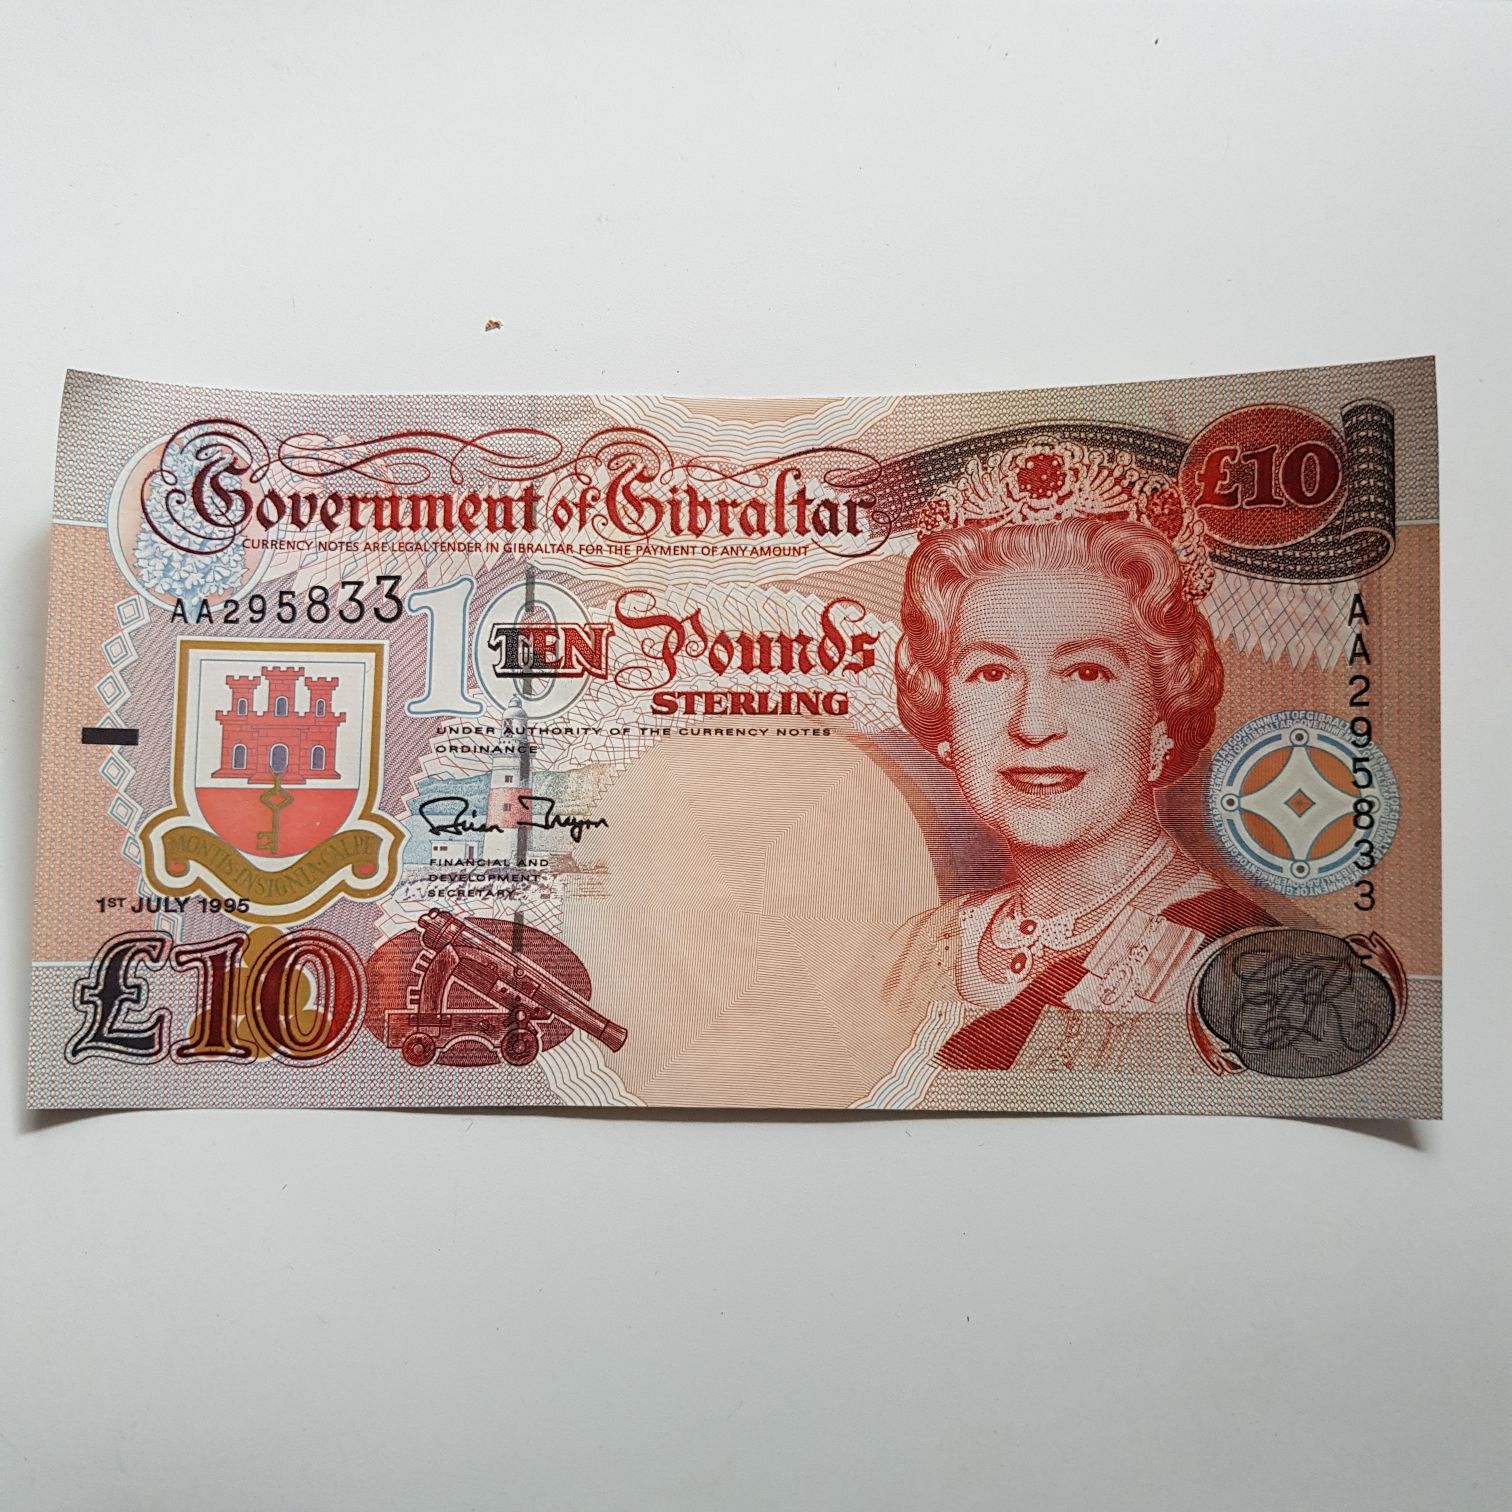 Government of Gibraltar
CURRENCY NOTES ARE LEGAL TENDER IN GIBRALTAR FOR THE PAYMENT OF ANY AMOUNT
£10
AA295833
10
TEN Pounds
STERLING
UNDER AUTHORITY OF THE CURRENCY NOTES
ORDINANCE
FINANCIAL AND
DEVELOPMENT
SECRETARY
MONTIS INSIGNIA CALPE
1ST JULY 1995
£10
AA295833